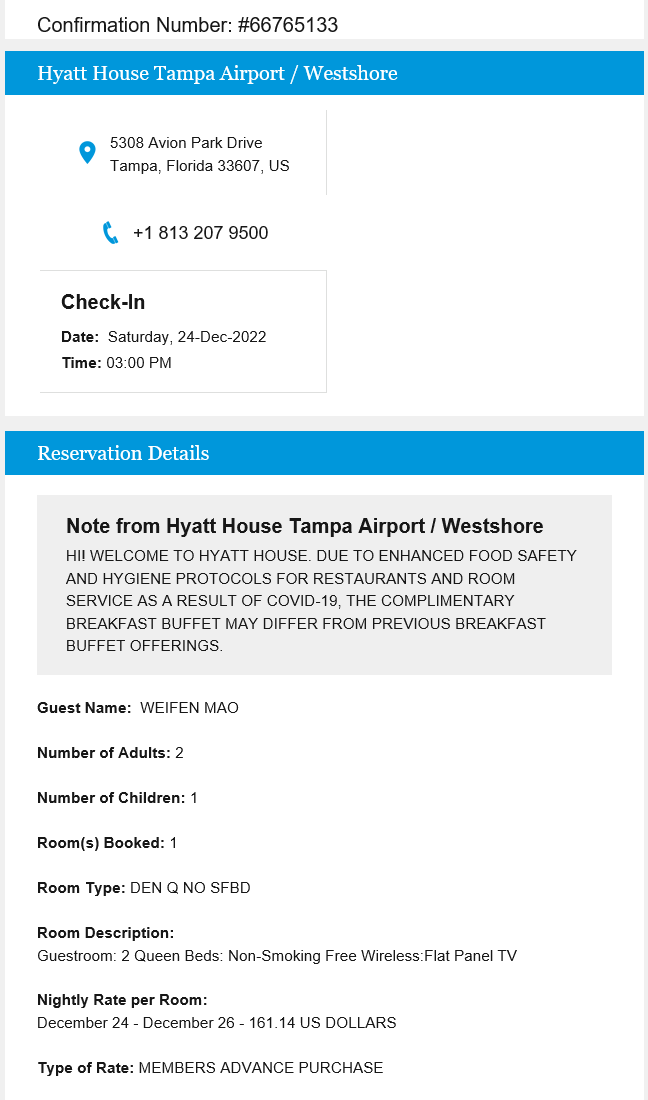 Confirmation Number: #66765133
Hyatt House Tampa Airport / Westshore
5308 Avion Park Drive
Tampa, Florida 33607, US
+1 813 207 9500
Check-In
Date: Saturday, 24-Dec-2022
Time: 03:00 PM
Reservation Details
Note from Hyatt House Tampa Airport / Westshore
HI! WELCOME TO HYATT HOUSE. DUE TO ENHANCED FOOD SAFETY
AND HYGIENE PROTOCOLS FOR RESTAURANTS AND ROOM
SERVICE AS A RESULT OF COVID-19, THE COMPLIMENTARY
BREAKFAST BUFFET MAY DIFFER FROM PREVIOUS BREAKFAST
BUFFET OFFERINGS.
Guest Name: WEIFEN MAO
Number of Adults: 2
Number of Children: 1
Room(s) Booked: 1
Room Type: DEN Q NO SFBD
Room Description:
Guestroom: 2 Queen Beds: Non-Smoking Free Wireless:Flat Panel TV
Nightly Rate per Room:
December 24 - December 26 - 161.14 US DOLLARS
Type of Rate: MEMBERS ADVANCE PURCHASE